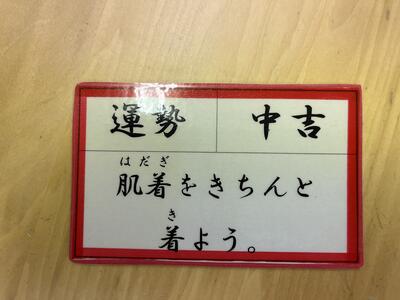 運勢 中吉
はだぎ
肌着をきちんと
き
着よう。